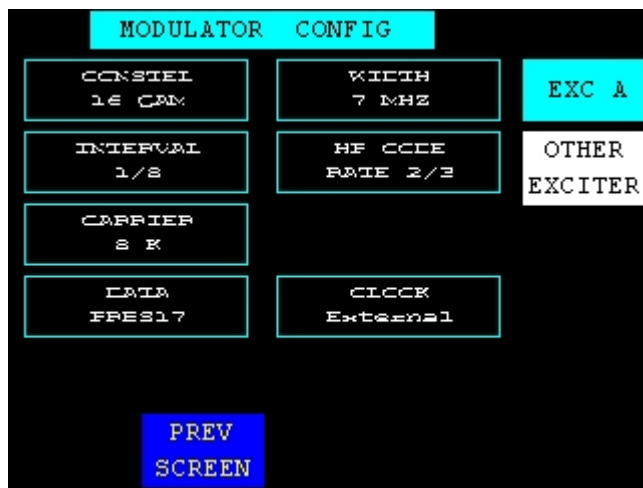 MODULATOR CONFIG
CONSTEL
16 QAM
WIDTH
7 MHZ
EXC A
INTERVAL
1/8
HP CODE
RATE 2/3
OTHER
EXCITER
CARRIER
8 K
DATA
PRBS17
CLOCK
External
PREV
SCREEN